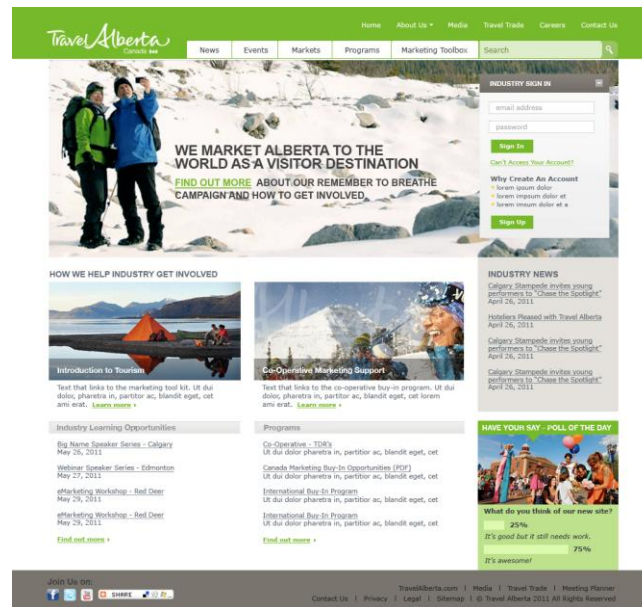 Home About Us Media Travel Trade Careers Contact Us
Travel Alberta
Canada
News Events Markets Programs Marketing Toolbox Search
INDUSTRY SIGN IN
email address
password
Sign In
Can't Access Your Account?
Why Create An Account
lorem ipsum dolor
lorem impsum dolor et
lorem imsum dolor et a
Sign Up
WE MARKET ALBERTA TO THE
WORLD AS A VISITOR DESTINATION
FIND OUT MORE ABOUT OUR REMEMBER TO BREATHE
CAMPAIGN AND HOW TO GET INVOLVED
HOW WE HELP INDUSTRY GET INVOLVED
Introduction to Tourism
Text that links to the marketing tool kit. Ut dui
dolor, pharetra in, partitor ac, blandit eget, cet
ami erat. Learn more
Co-Operative Marketing Support
Text that links to the co-operative buy-in program. Ut dui
dolor, pharetra in, partitor ac, blandit eget, cet lorem
ami erat. Learn more
INDUSTRY NEWS
Calgary Stampede invites young
performers to "Chase the Spotlight"
April 26, 2011
Hoteliers Pleased with Travel Alberta
April 26, 2011
Calgary Stampede invites young
performers to "Chase the Spotlight"
April 26, 2011
Calgary Stampede invites young
performers to "Chase the Spotlight"
April 26, 2011
Industry Learning Opportunities
Big Name Speaker Series - Calgary
May 26, 2011
Webinar Speaker Series - Edmonton
May 27, 2011
eMarketing Workshop - Red Deer
May 29, 2011
eMarketing Workshop - Red Deer
May 29, 2011
Find out more
Programs
Co-Operative - TDR's
Ut dui dolor pharetra in, partitior ac, blandit eget, cet
Canada Marketing Buy-In Opportunities (PDF)
Ut dui dolor pharetra in, partitior ac, blandit eget, cet
International Buy-In Program
Ut dui dolor pharetra in, partitior ac, blandit eget, cet
International Buy-In Program
Ut dui dolor pharetra in, partitior ac, blandit eget, cet
Find out more
HAVE YOUR SAY - POLL OF THE DAY
What do you think of our new site?
25%
It's good but it still needs work.
75%
It's awesome!
Join Us on:
SHARE
TravelAlberta.com | Media | Travel Trade | Meeting Planner
Contact Us | Privacy | Legal | Sitemap | © Travel Alberta 2011 All Rights Reserved